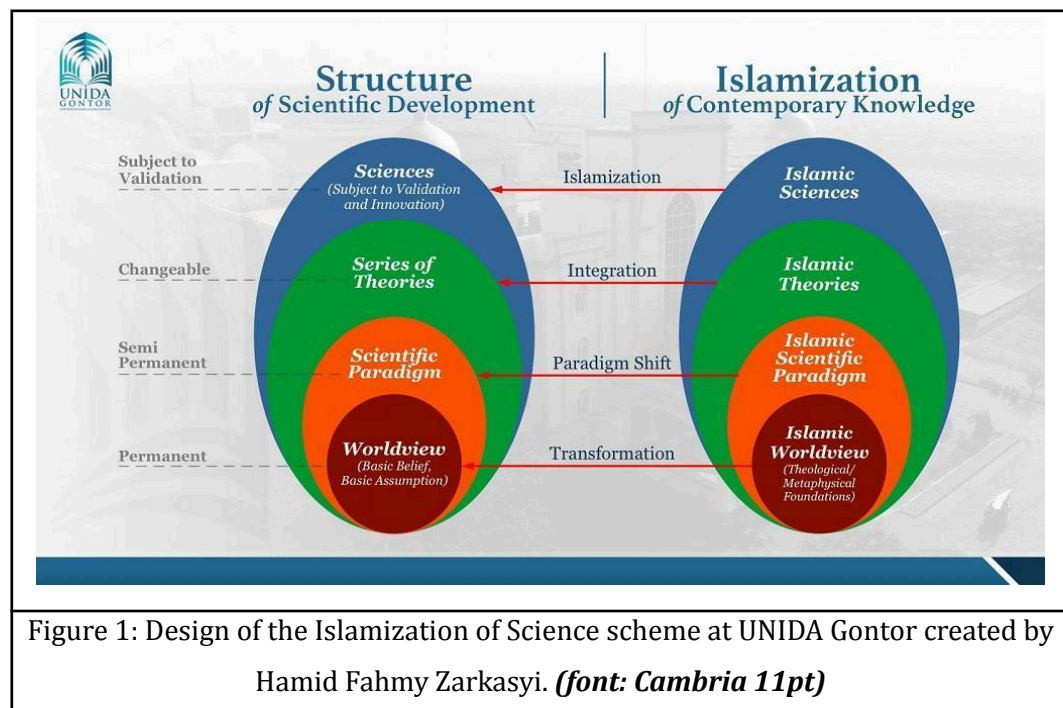 UNIDA
GONTOR
Structure
of Scientific Development
Islamization
of Contemporary Knowledge
Subject to
Validation
Sciences
(Subject to Validation
and Innovation)
Islamization
Islamic
Sciences
Changeable
Series of
Theories
Integration
Islamic
Theories
Semi
Permanent
Scientific
Paradigm
Paradigm Shift
Islamic
Scientific
Paradigm
Permanent
Worldview
(Basic Belief,
Basic Assumption)
Transformation
Islamic
Worldview
(Theological/
Metaphysical
Foundations)
Figure 1: Design of the Islamization of Science scheme at UNIDA Gontor created by
Hamid Fahmy Zarkasyi. (font: Cambria 11pt)